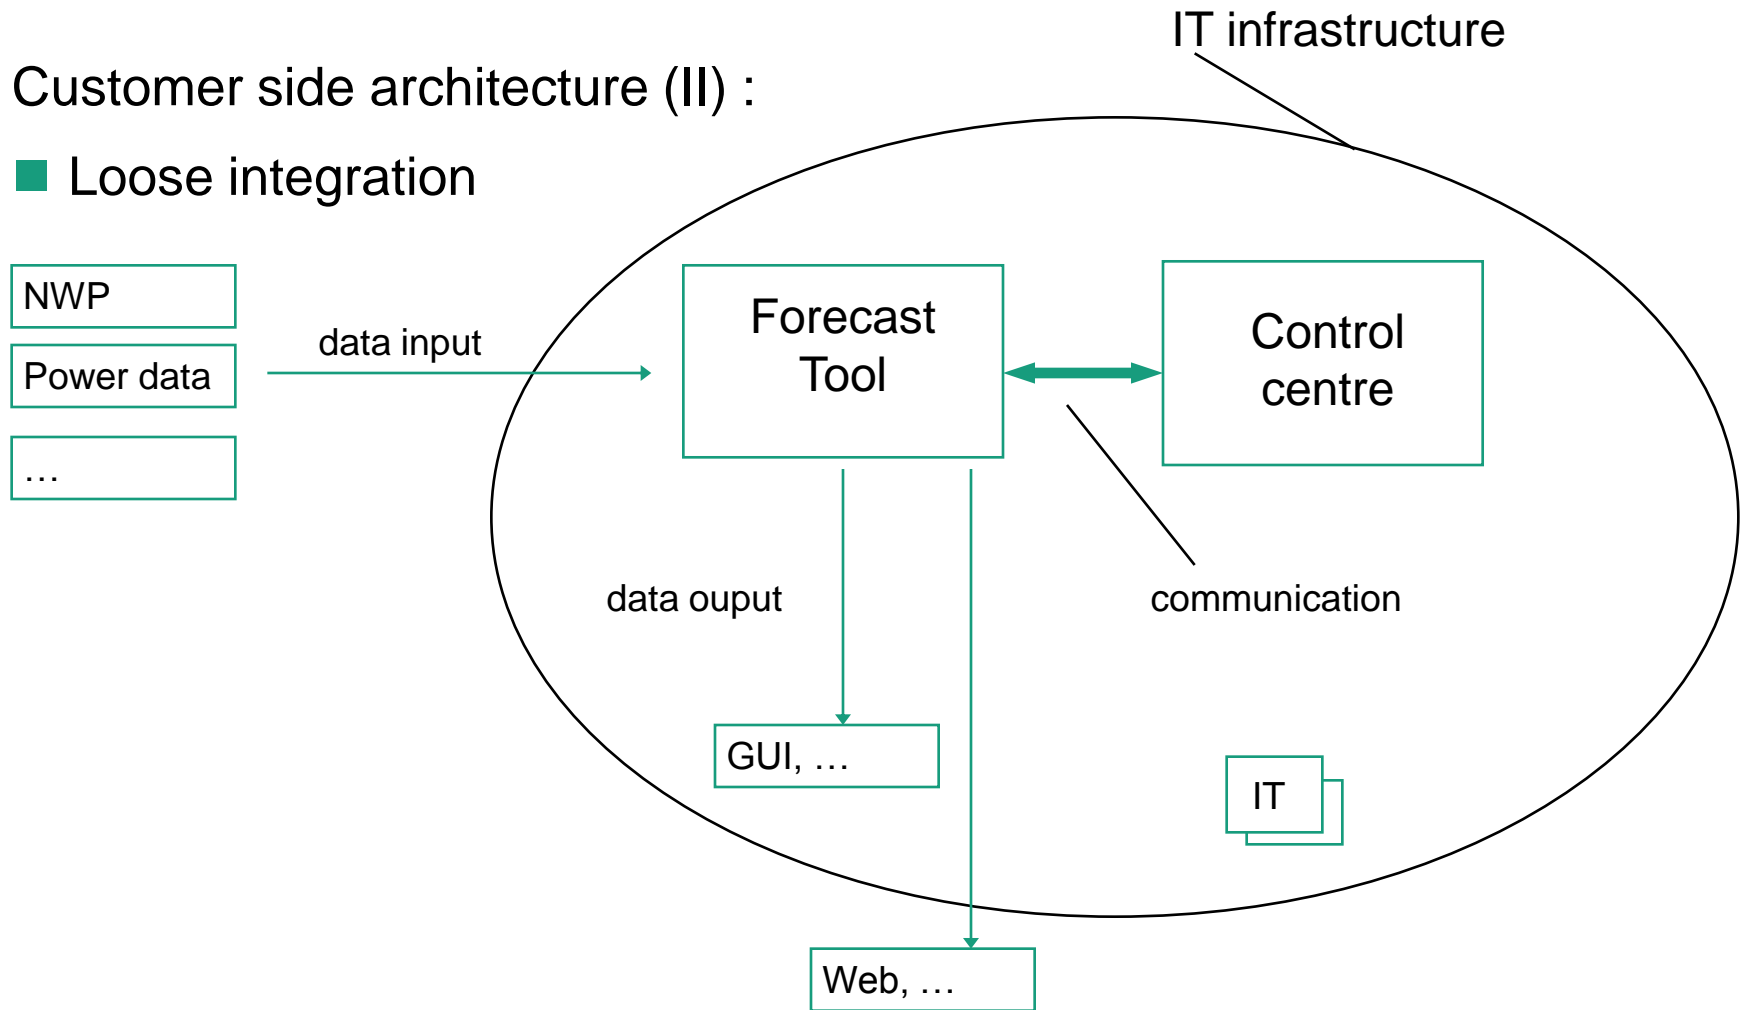 IT infrastructure
Customer side architecture (II) :
Loose integration
NWP
Power data
…
data input
Forecast
Tool
Control
centre
data ouput
communication
GUI, …
IT
Web, …